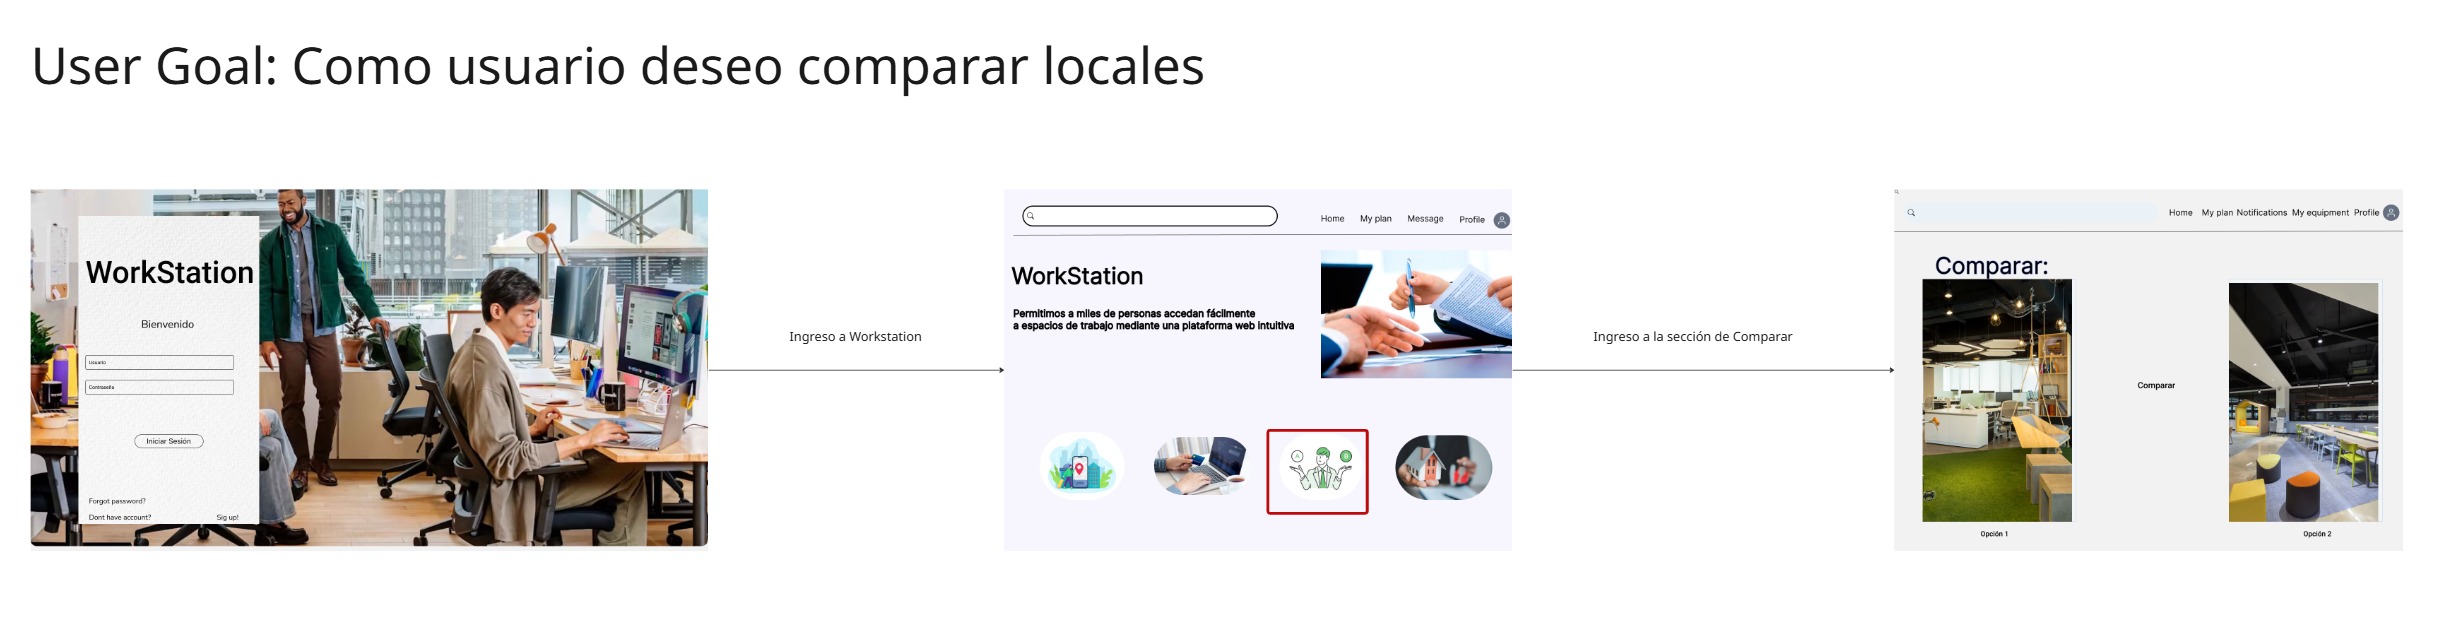 User Goal: Como usuario deseo comparar locales
WorkStation
Bienvenido
Usuario
Contraseña
Iniciar Sesión
Forgot password?
Dont have account? Sig up!
Ingreso a Workstation
Home My plan Message Profile
WorkStation
Permitimos a miles de personas accedan fácilmente
a espacios de trabajo mediante una plataforma web intuitiva
A B
Ingreso a la sección de Comparar
Home My plan Notifications My equipment Profile
Comparar:
Comparar
Opción 1
Opción 2